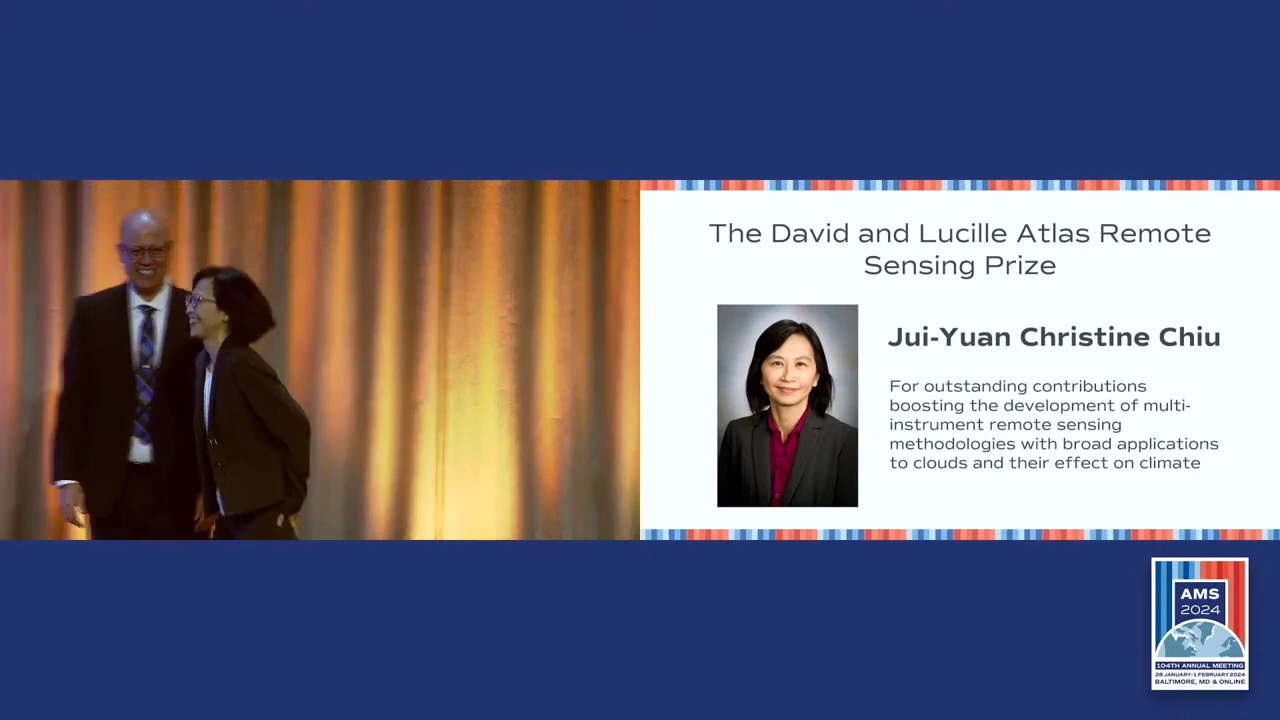 The David and Lucille Atlas Remote
Sensing Prize
Jui-Yuan Christine Chiu
For outstanding contributions
boosting the development of multi-
instrument remote sensing
methodologies with broad applications
to clouds and their effect on climate
AMS
2024
104TH ANNUAL MEETING
28 JANUARY-1 FEBRUARY 2024
BALTIMORE, MD & ONLINE